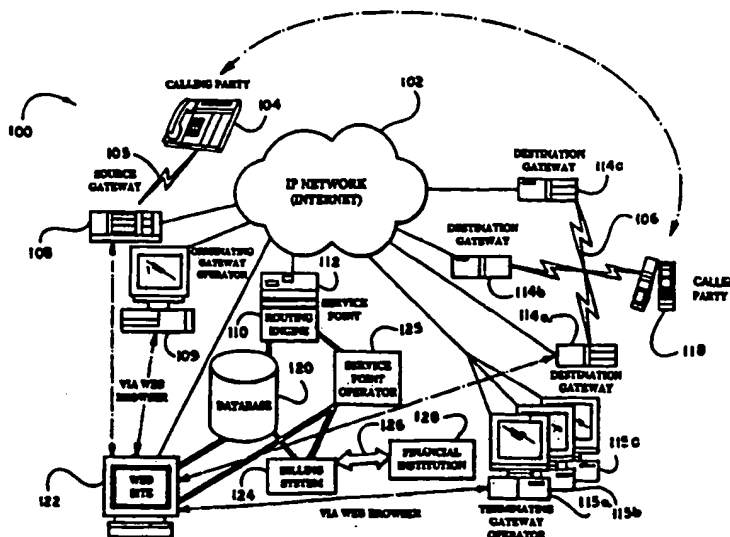 CALLING PARTY
102
104
100
103
SOURCE
GATEWAY
IP NETWORK
(INTERNET)
DESTINATION
GATEWAY
114c
106
108
ORIGINATING GATEWAY
OPERATOR
DESTINATION
GATEWAY
112
114b
CALLED
PARTY
118
SERVICE
POINT
110
ROUTING
ENGINE
125
114a
109
120
SERVICE
POINT
OPERATOR
DESTINATION
GATEWAY
VIA WEB
BROWSER
DATABASE
126
128
115c
122
WEB
SITE
124
BILLING
SYSTEM
FINANCIAL
INSTITUTION
115a
115b
VIA WEB BROWSER
TERMINATING
GATEWAY
OPERATOR